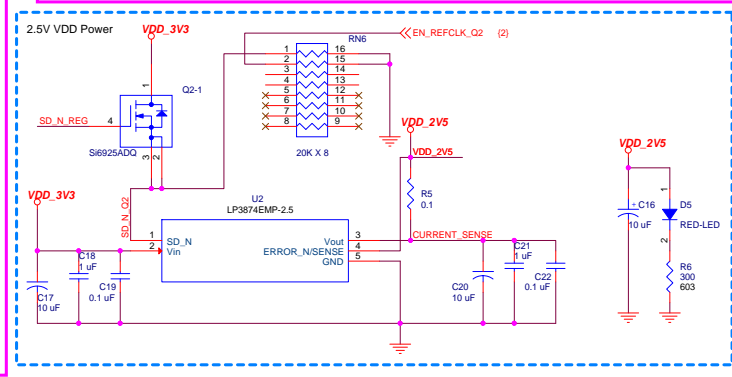 2.5V VDD Power
VDD_3V3
RN6
EN_REFCLK_Q2 {2}
1 16
2 15
3 14
4 13
5 12
6 11
7 10
8 9
20K X 8
1
Q2-1
SD_N_REG 4
Si6925ADQ
3 2
VDD_2V5
VDD_2V5
R5
0.1
VDD_3V3
SD_N_Q2
U2
LP3874EMP-2.5
1 SD_N
2 Vin
Vout 3
ERROR_N/SENSE 4
GND 5
CURRENT_SENSE
C17
10 uF
C18
1 uF
C19
0.1 uF
C20
10 uF
C21
1 uF
C22
0.1 uF
VDD_2V5
+ C16
10 uF
1
D5
RED-LED
2
R6
300
603